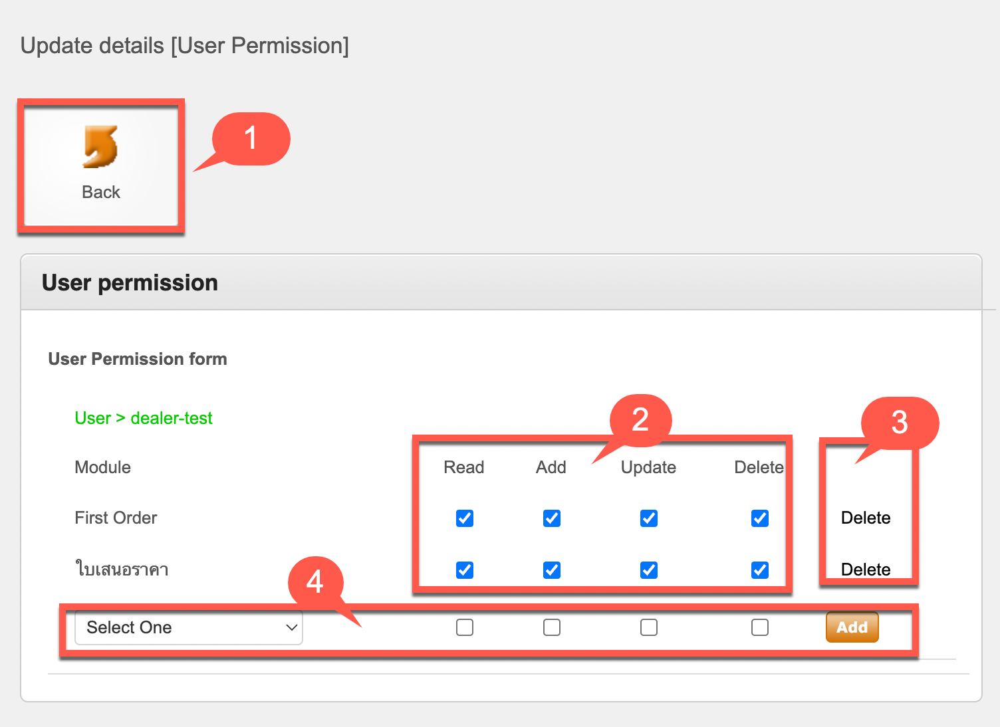 Update details [User Permission]
1
Back
User permission
User Permission form
User > dealer-test
2
3
Module Read Add Update Delete
First Order Delete
ใบเสนอราคา Delete
4
Select One Add